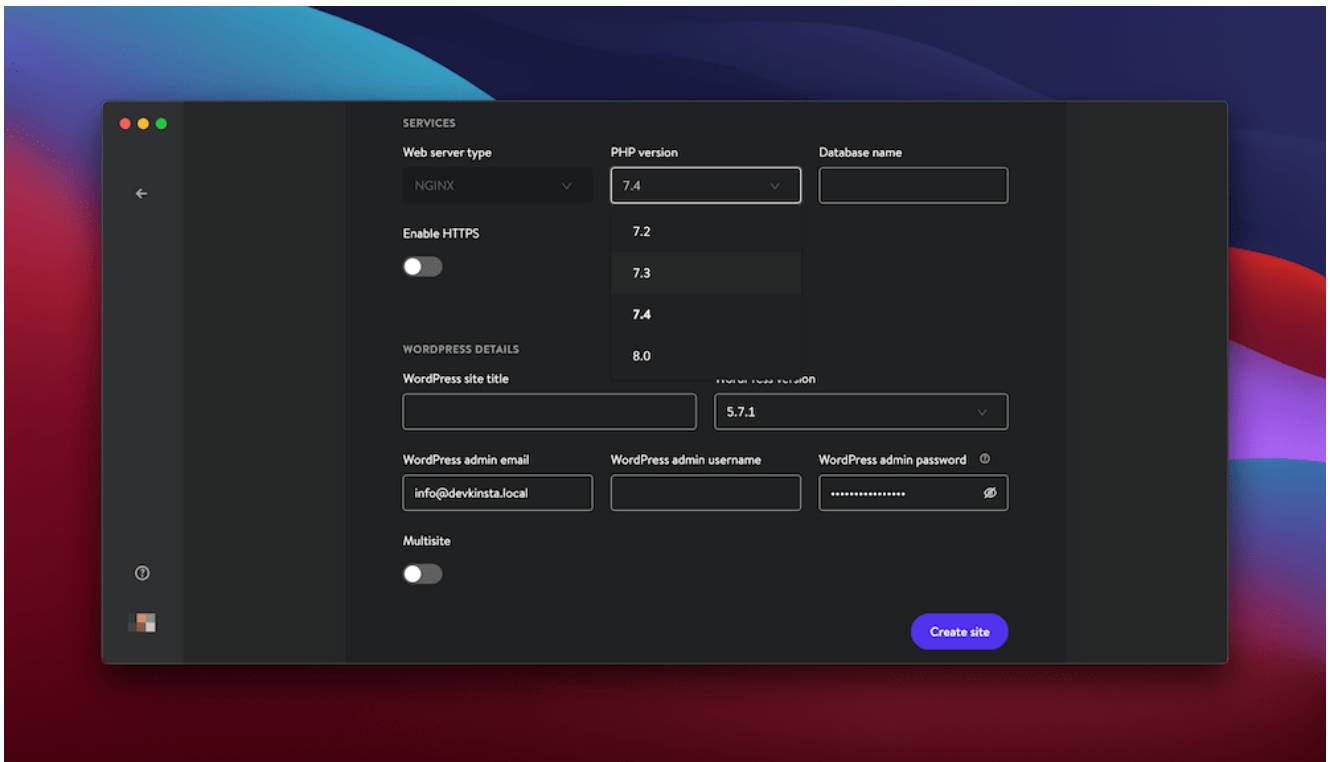 SERVICES
Web server type PHP version Database name
NGINX 7.4
7.2
Enable HTTPS
7.3
7.4
WORDPRESS DETAILS
8.0
WordPress site title WordPress version
5.7.1
WordPress admin email WordPress admin username WordPress admin password
info@devkinsta.local
Multisite
Create site